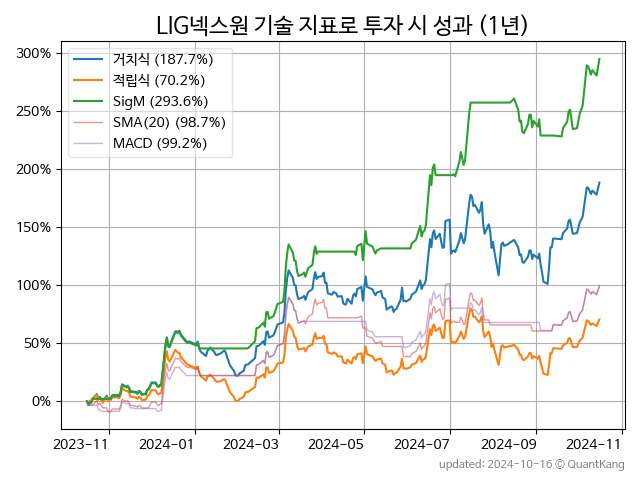 LIG넥스원 기술 지표로 투자 시 성과 (1년)
거치식 (187.7%)
적립식 (70.2%)
SigM (293.6%)
SMA(20) (98.7%)
MACD (99.2%)
300%
250%
200%
150%
100%
50%
0%
2023-11 2024-01 2024-03 2024-05 2024-07 2024-09 2024-11
updated: 2024-10-16 © QuantKang